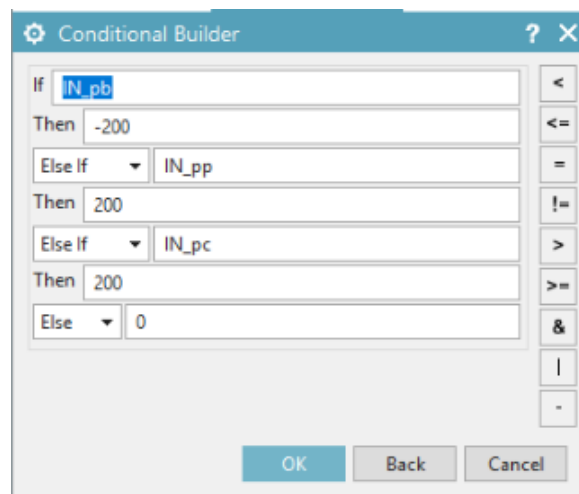 Conditional Builder ? ×
If IN_pb
Then -200
Else If IN_pp
Then 200
Else If IN_pc
Then 200
Else 0
<
<=
=
!=
>
>=
&
|
-
OK Back Cancel